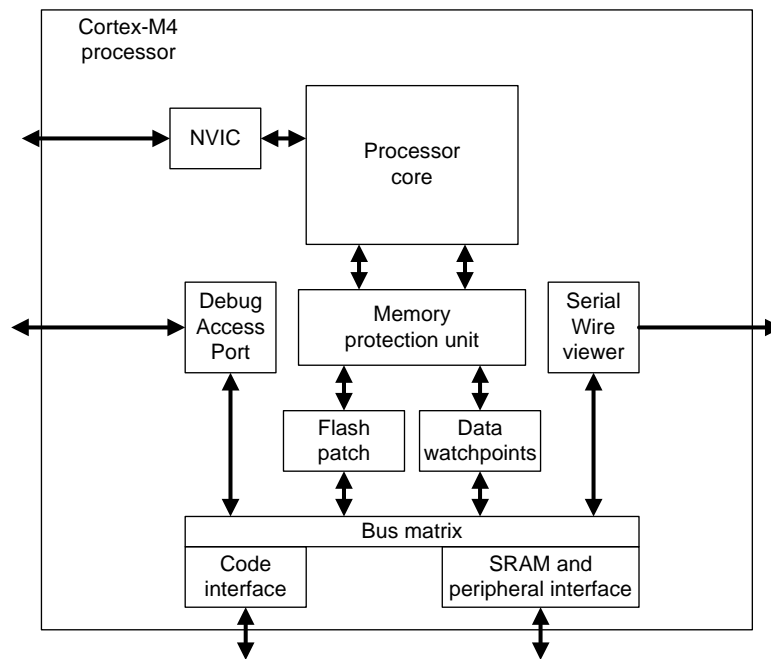 Cortex-M4
processor
NVIC
Processor
core
Debug
Access
Port
Memory
protection unit
Serial
Wire
viewer
Flash
patch
Data
watchpoints
Bus matrix
Code
interface
SRAM and
peripheral interface